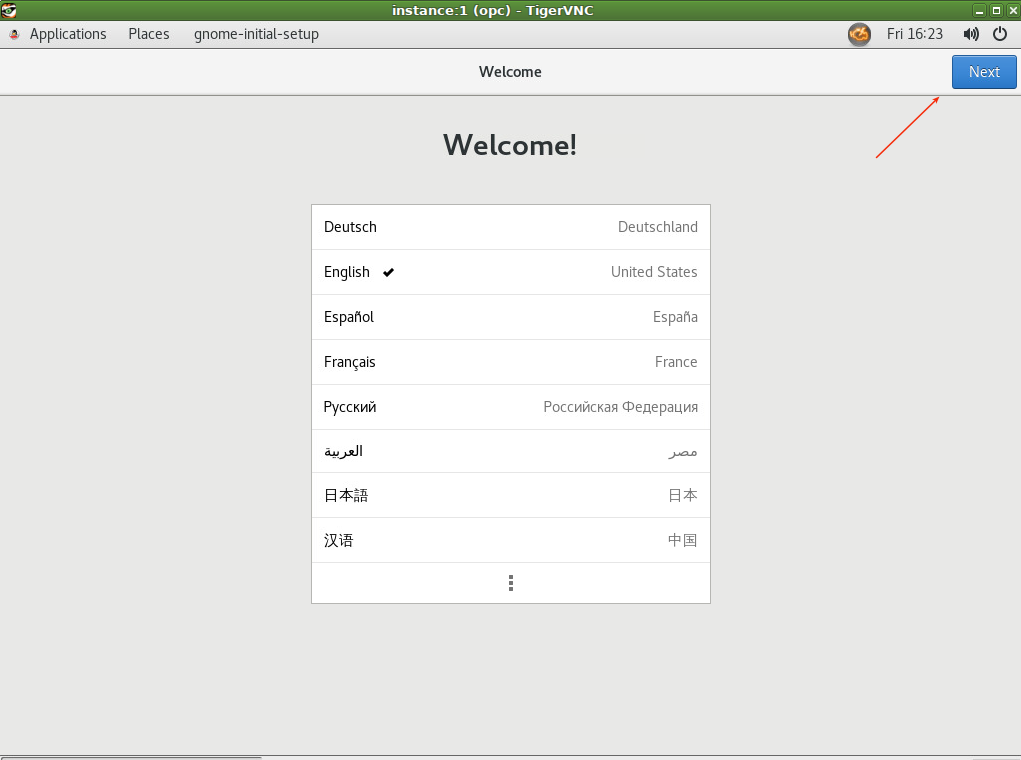 instance:1 (opc) - TigerVNC
Applications Places gnome-initial-setup Fri 16:23
Welcome Next
Welcome!
Deutsch Deutschland
English United States
Español España
Français France
Русский Российская Федерация
العربية مصر
日本語 日本
汉语 中国